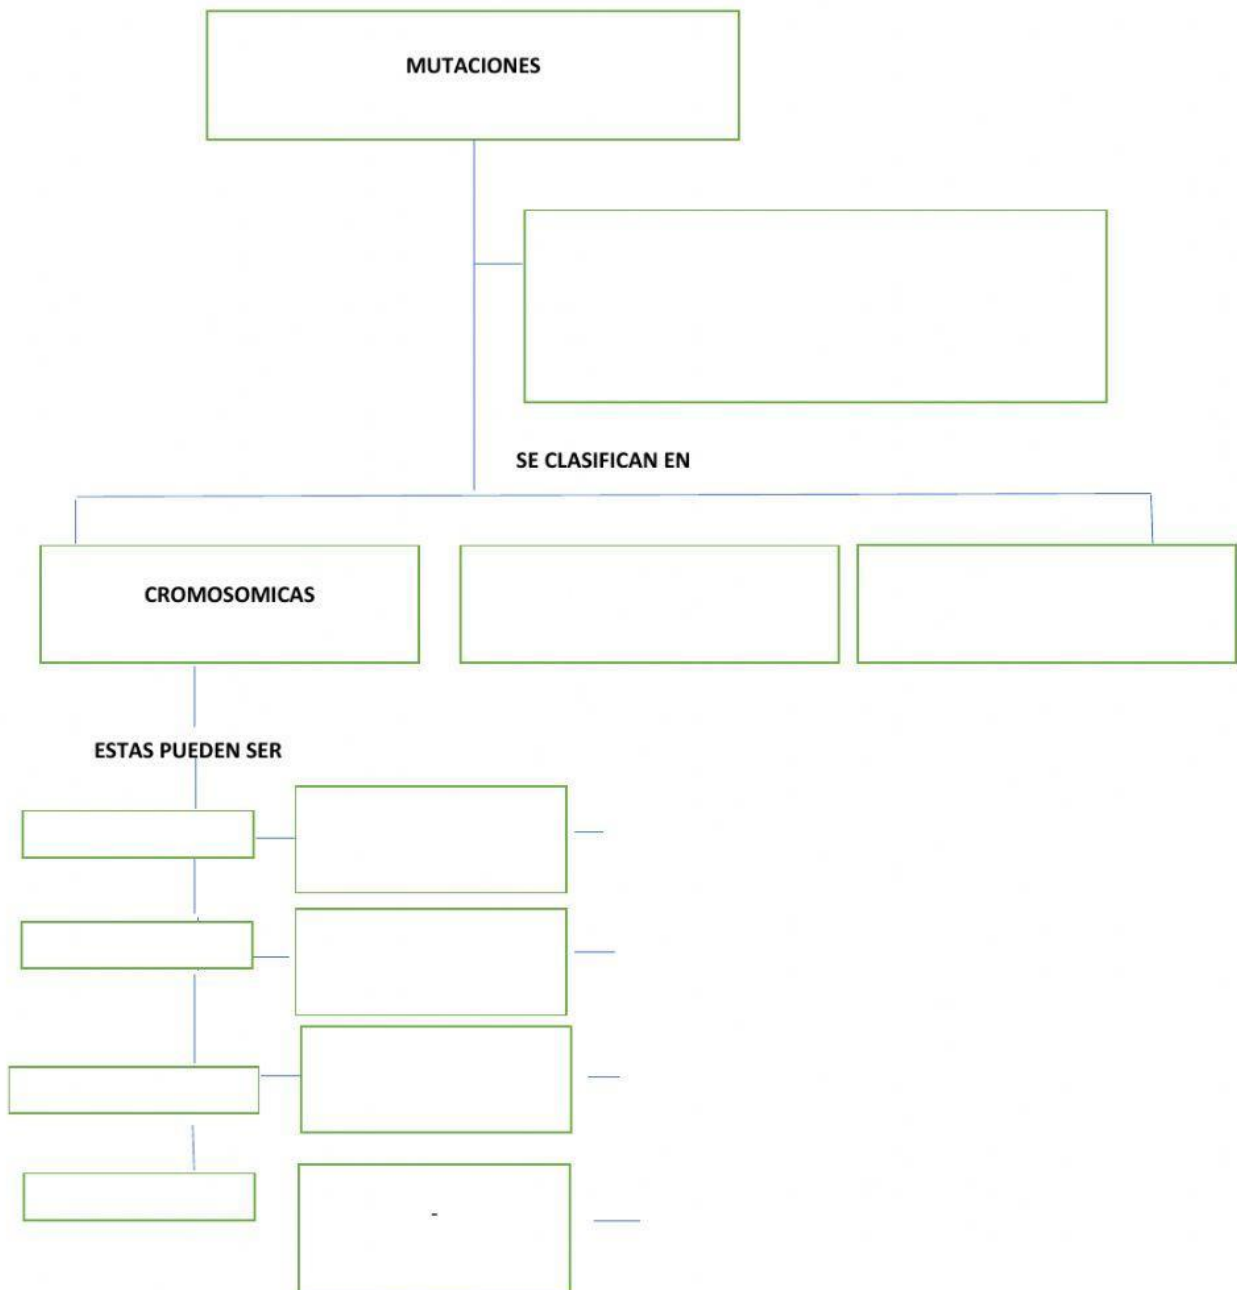 MUTACIONES
SE CLASIFICAN EN
CROMOSOMICAS
ESTAS PUEDEN SER
-